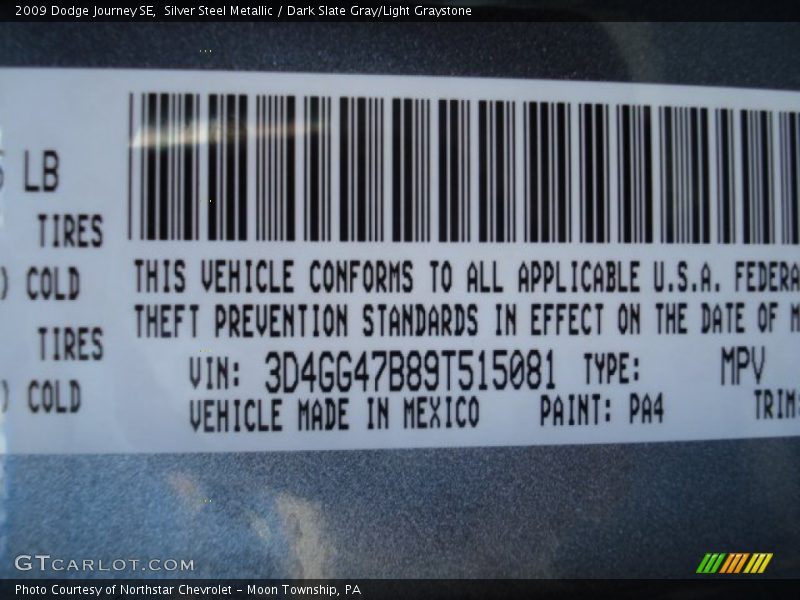 2009 Dodge Journey SE,  Silver Steel Metallic / Dark Slate Gray/Light Graystone
LB
TIRES
) COLD
TIRES
) COLD
THIS VEHICLE CONFORMS TO ALL APPLICABLE U.S.A. FEDERA
THEFT PREVENTION STANDARDS IN EFFECT ON THE DATE OF M
VIN: 3D4GG47B89T515081 TYPE: MPV
VEHICLE MADE IN MEXICO PAINT: PA4 TRIM:
GTCARLOT.COM
Photo Courtesy of Northstar Chevrolet - Moon Township, PA